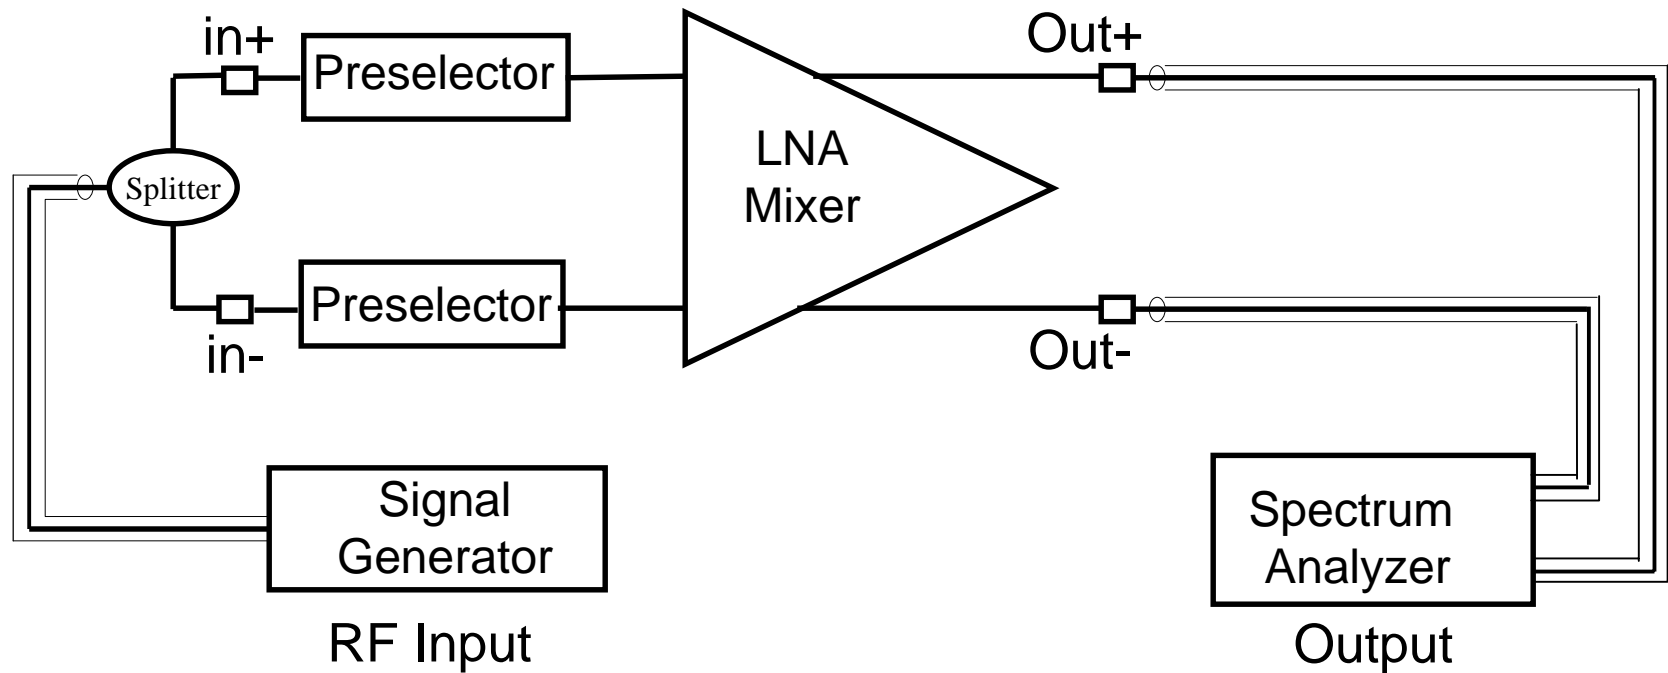 in+
Preselector
Out+
LNA
Mixer
Splitter
Preselector
in-
Out-
Signal
Generator
Spectrum
Analyzer
RF Input
Output